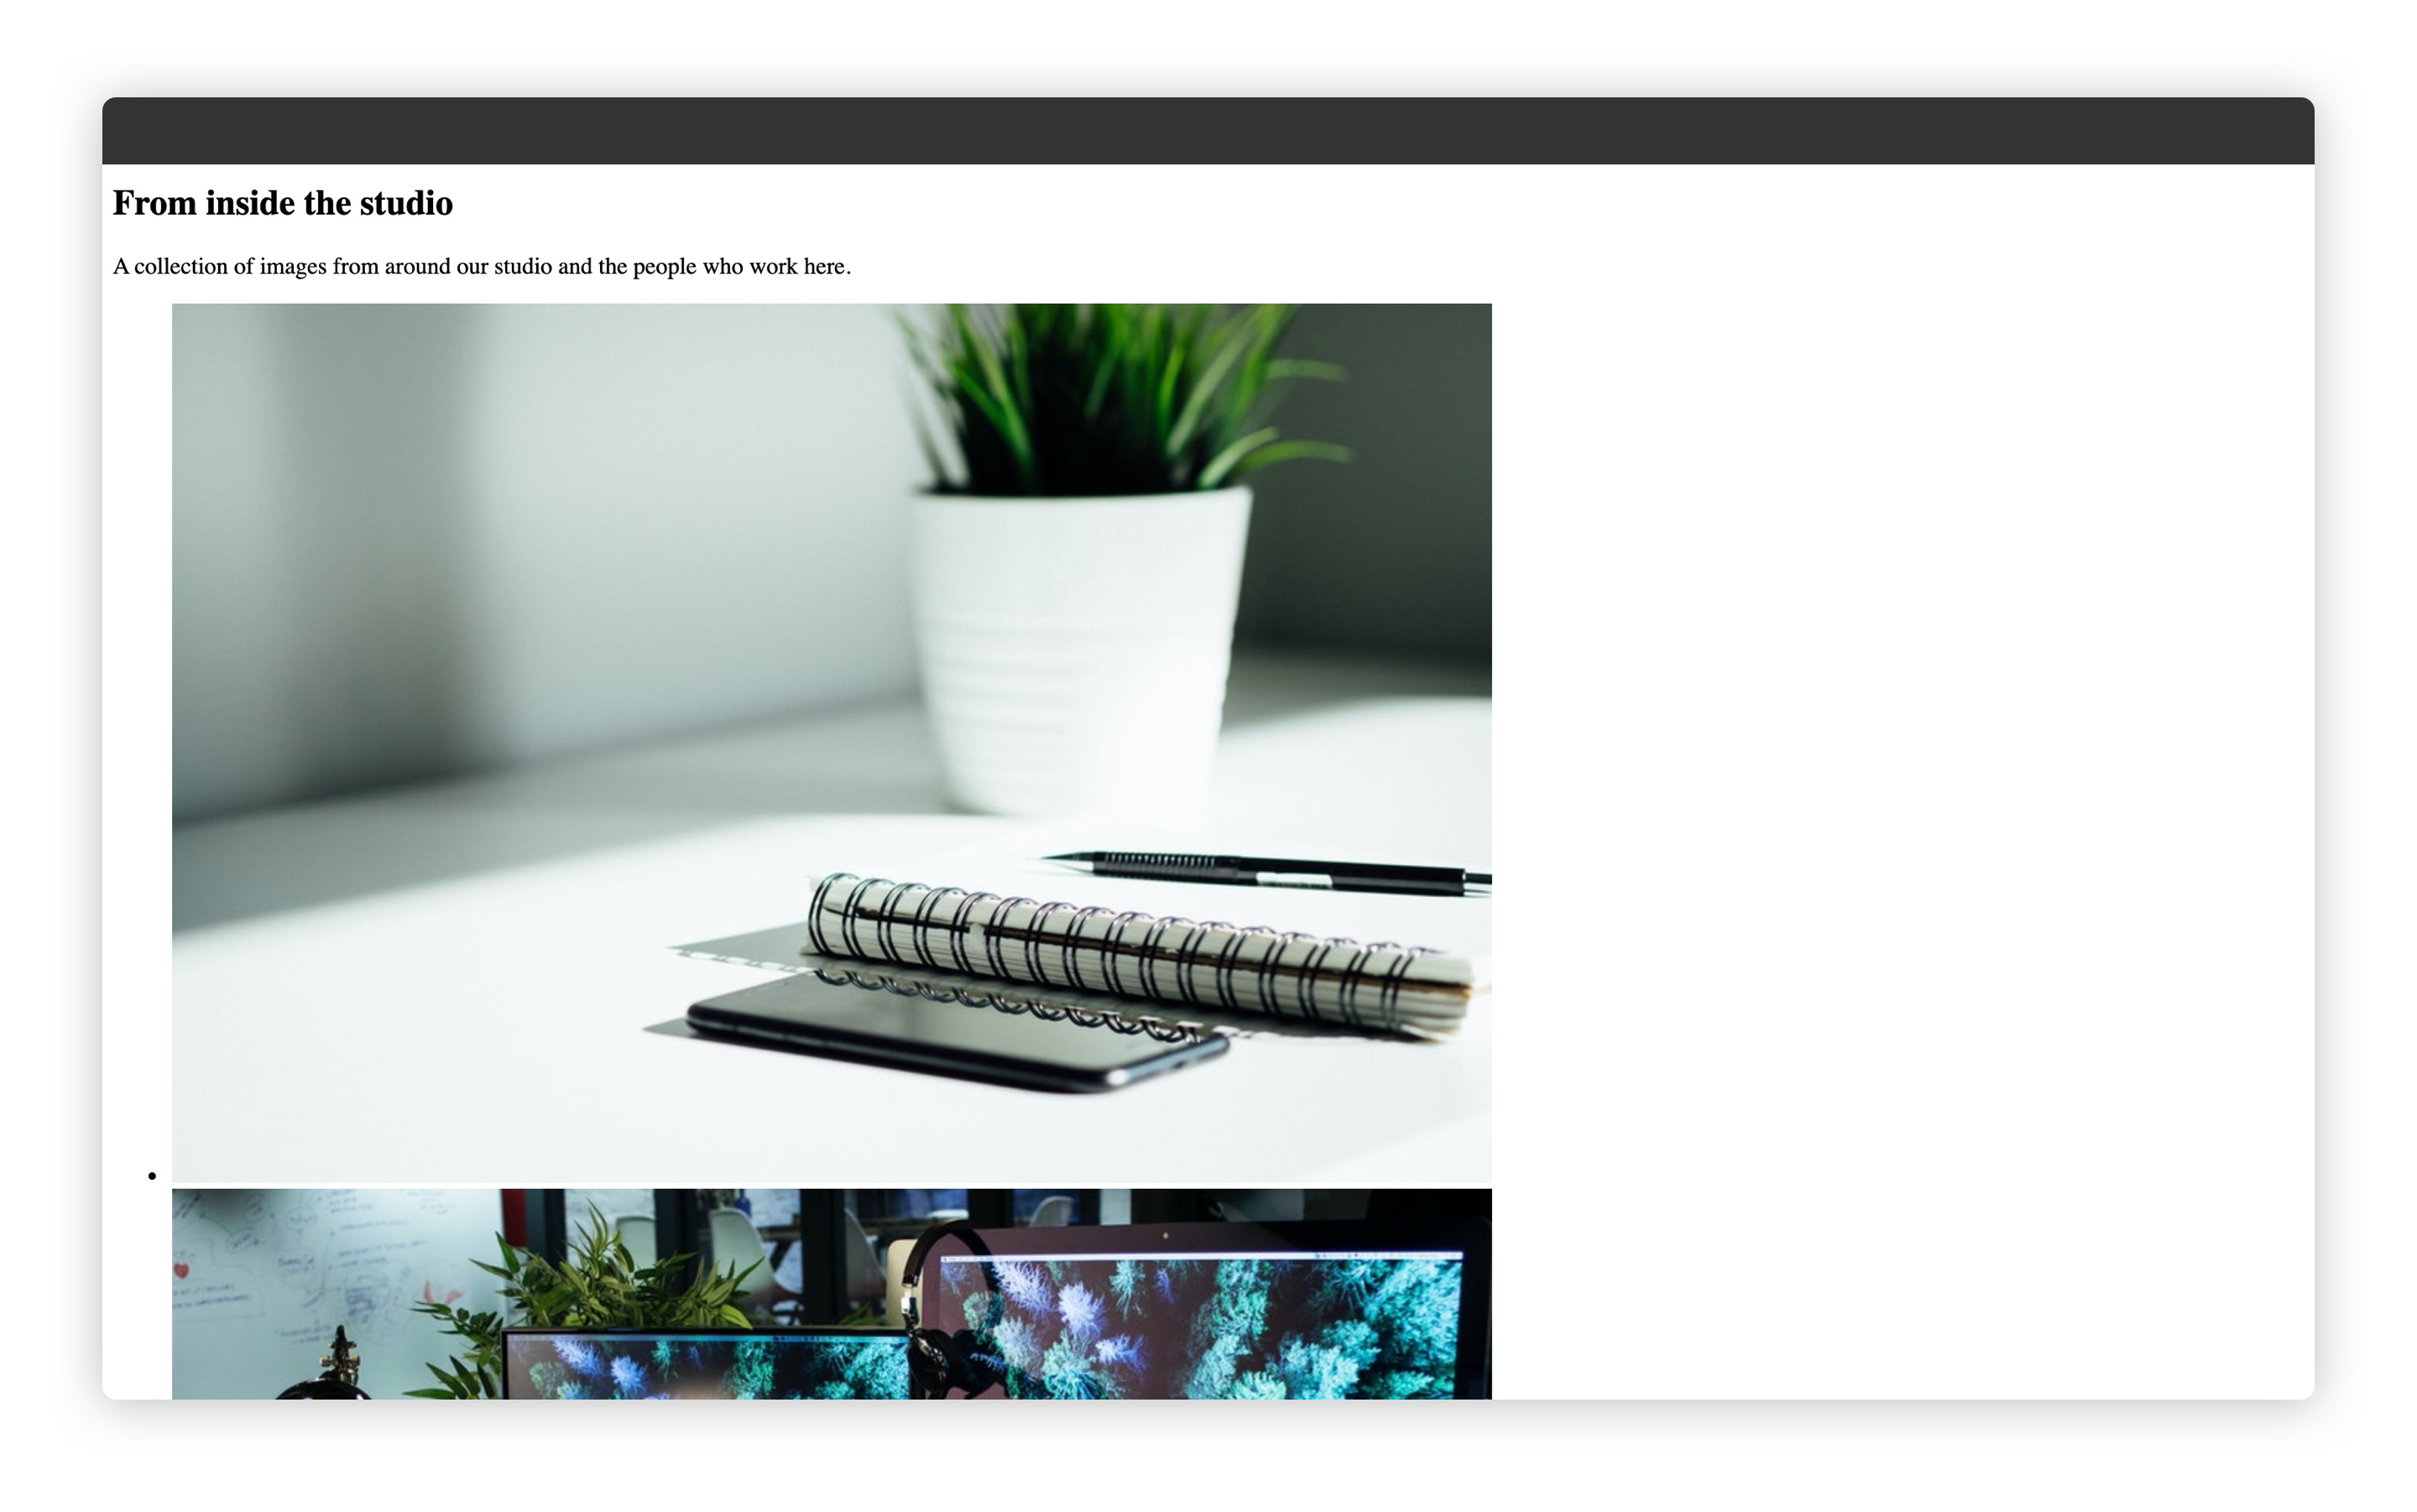 From inside the studio
A collection of images from around our studio and the people who work here.